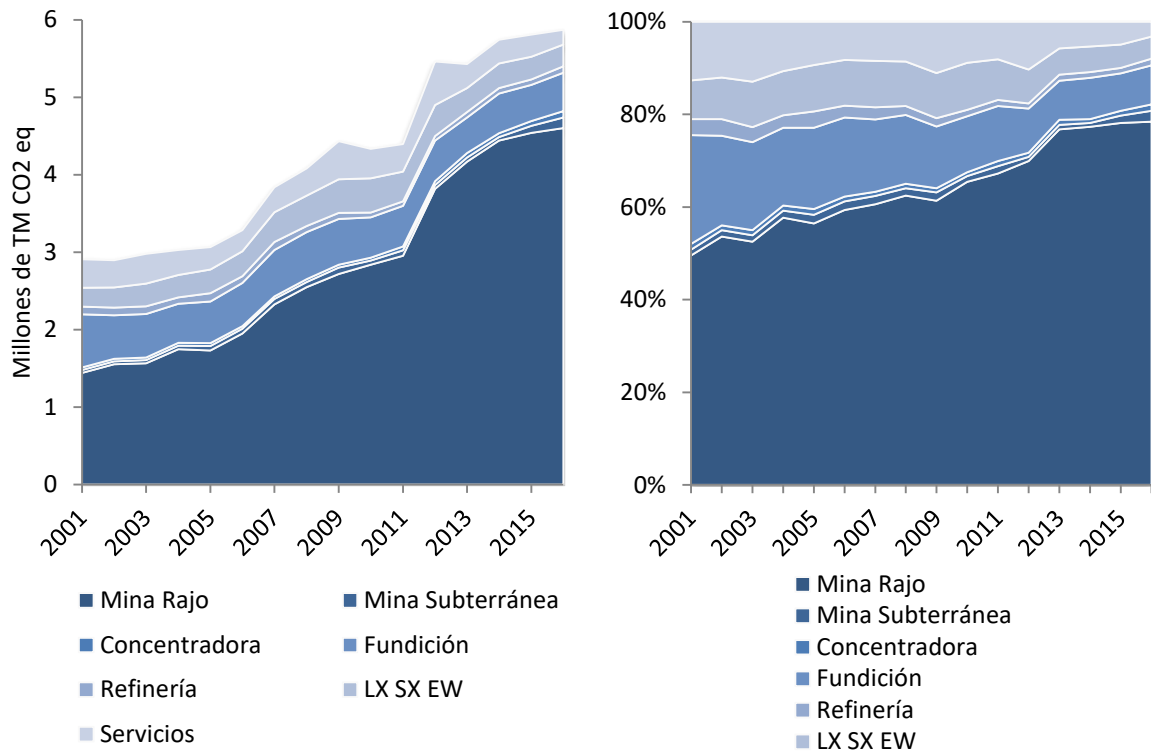 Millones de TM CO2 eq
6
5
4
3
2
1
0
2001
2003
2005
2007
2009
2011
2013
2015
Mina Rajo
Mina Subterránea
Concentradora
Fundición
Refinería
LX SX EW
Servicios
100%
80%
60%
40%
20%
0%
2001
2003
2005
2007
2009
2011
2013
2015
Mina Rajo
Mina Subterránea
Concentradora
Fundición
Refinería
LX SX EW